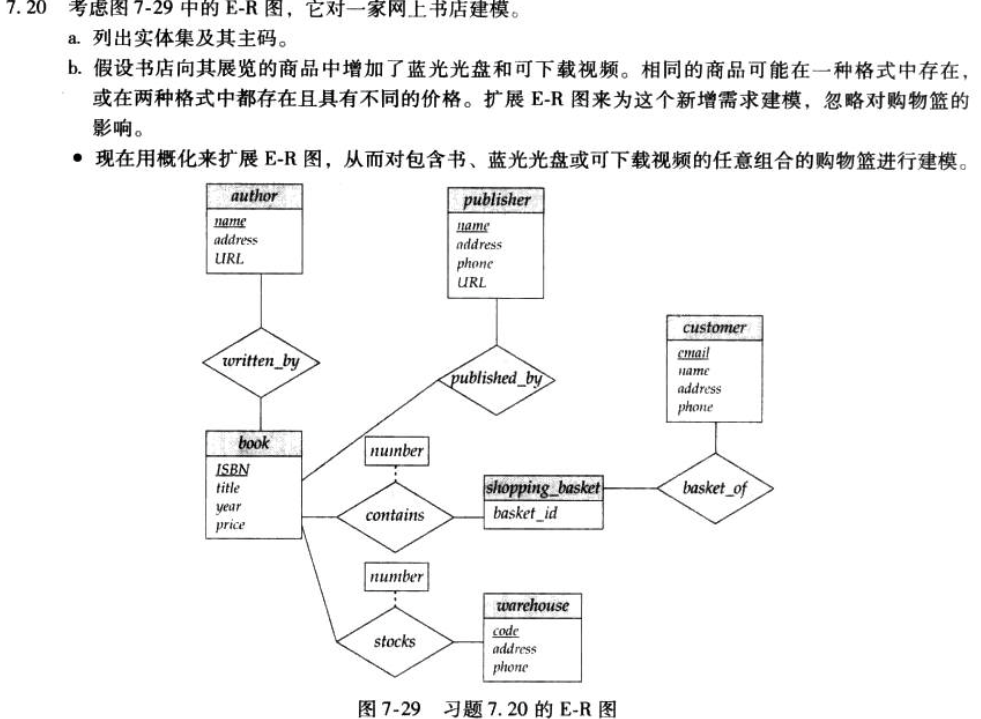 7.20 考虑图 7-29 中的 E-R 图，它对一家网上书店建模。
a. 列出实体集及其主码。
b. 假设书店向其展览的商品中增加了蓝光光盘和可下载视频。相同的商品可能在一种格式中存在，
或在两种格式中都存在且具有不同的价格。扩展 E-R 图来为这个新增需求建模，忽略对购物篮的
影响。
● 现在用概化来扩展 E-R 图，从而对包含书、蓝光光盘或可下载视频的任意组合的购物篮进行建模。
author
name
address
URL
publisher
name
address
phone
URL
customer
email
name
address
phone
written_by
published_by
book
ISBN
title
year
price
number
contains
shopping_basket
basket_id
basket_of
number
stocks
warehouse
code
address
phone
图 7-29 习题 7.20 的 E-R 图